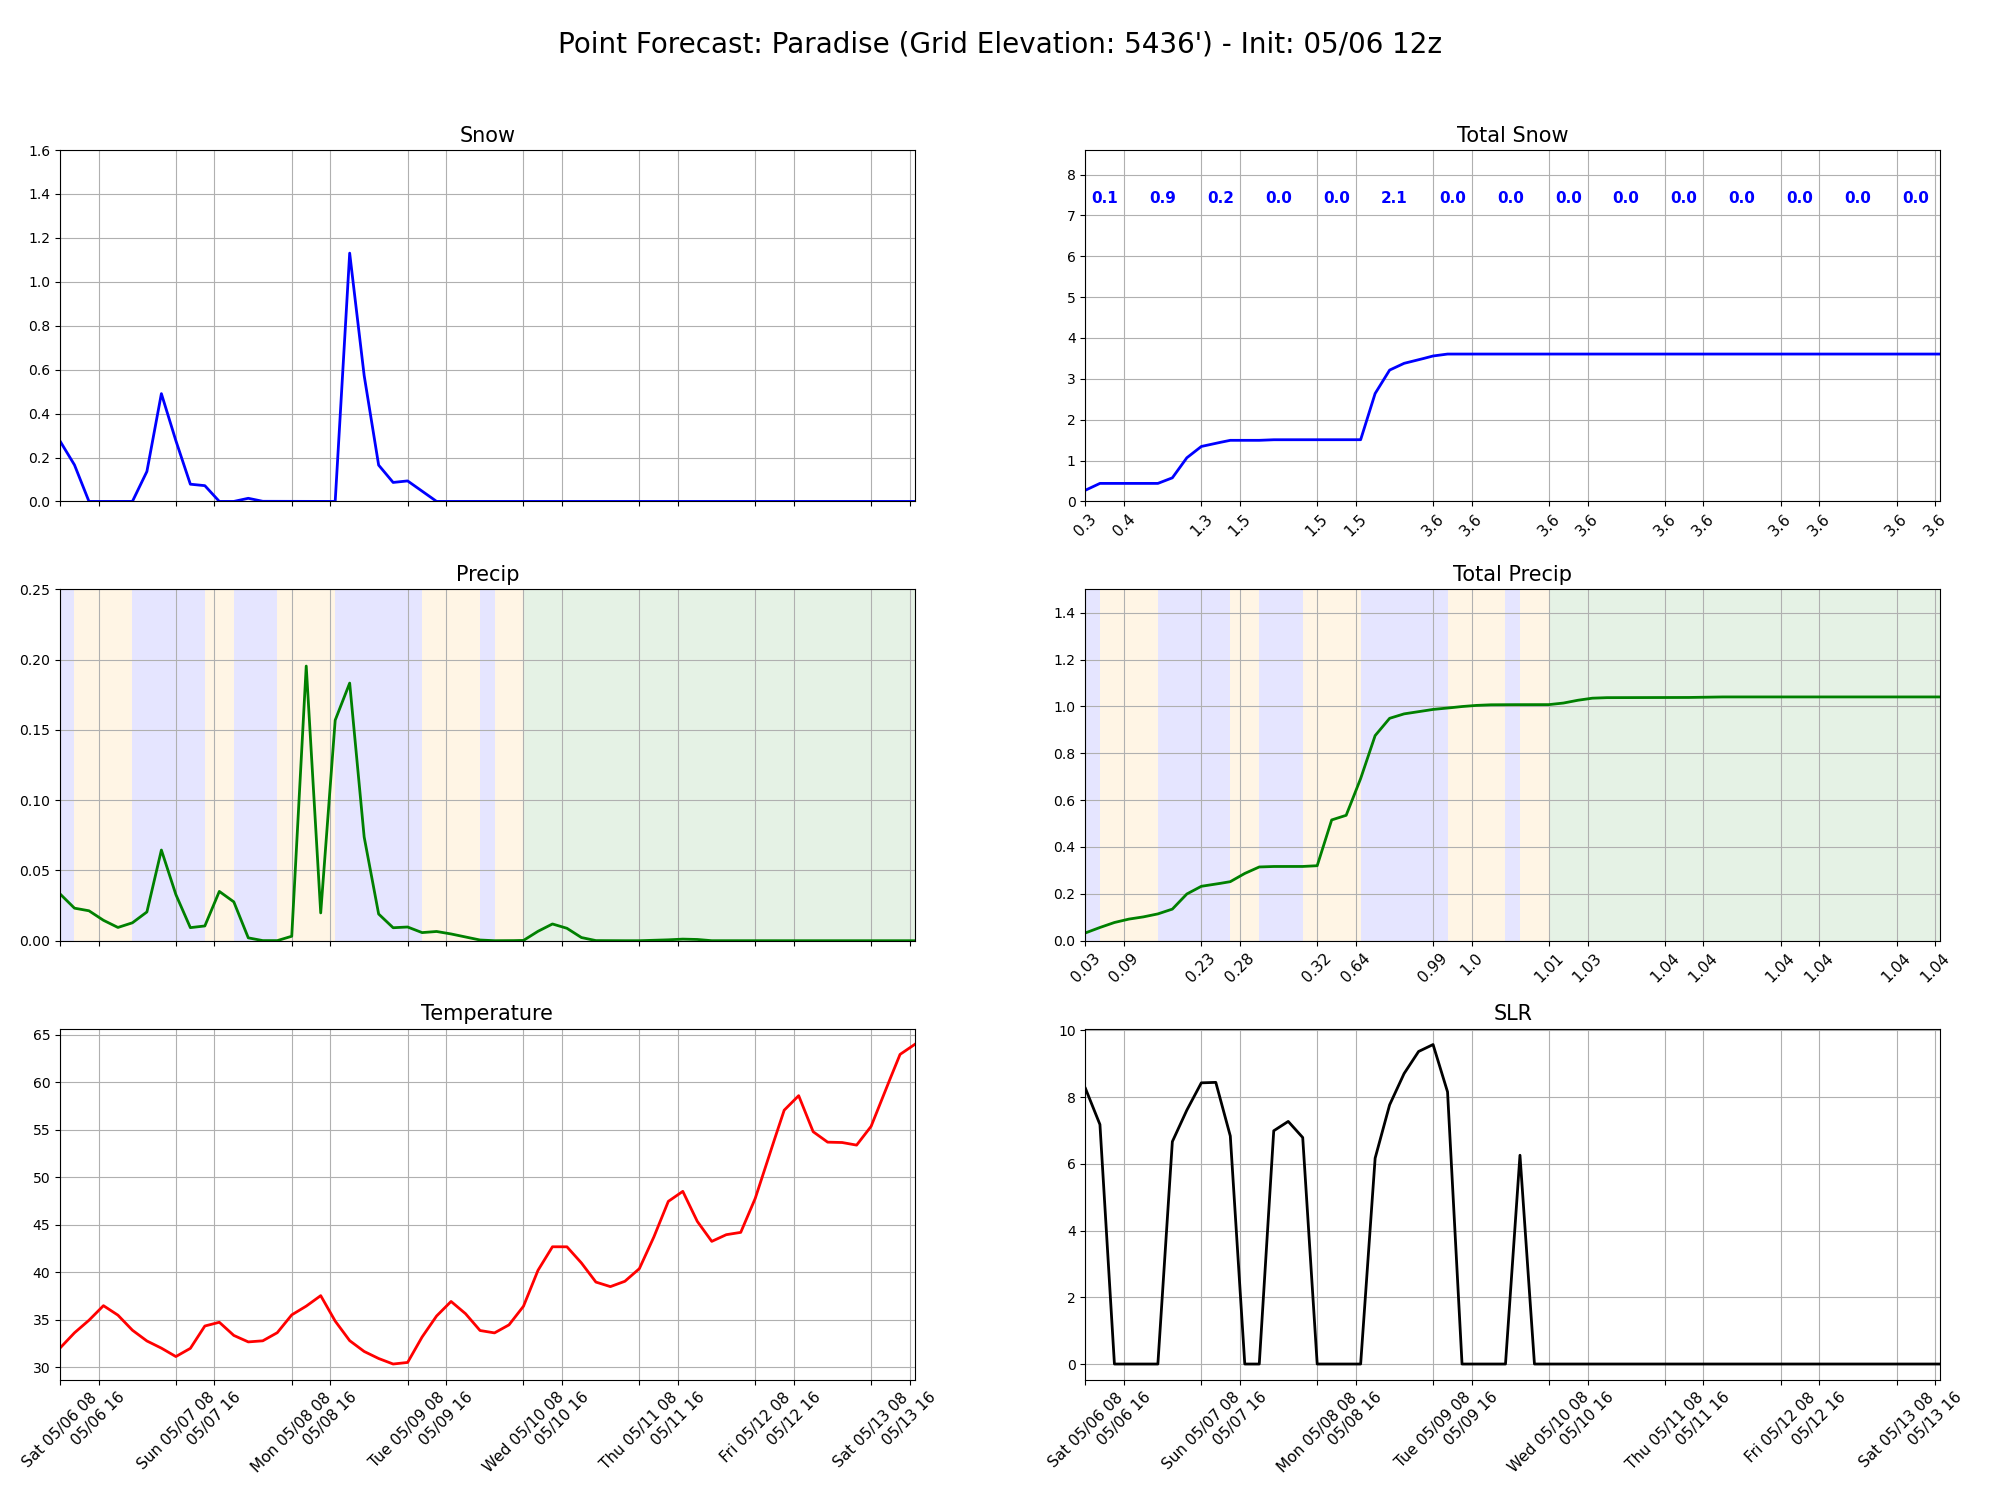 Point Forecast: Paradise (Grid Elevation: 5436') - Init: 05/06 12z
Snow
1.6
1.4
1.2
1.0
0.8
0.6
0.4
0.2
0.0
Total Snow
8
7
6
5
4
3
2
1
0
0.1 0.9 0.2 0.0 0.0 2.1 0.0 0.0 0.0 0.0 0.0 0.0 0.0 0.0 0.0
0.3 0.4 1.3 1.5 1.5 1.5 3.6 3.6 3.6 3.6 3.6 3.6 3.6 3.6 3.6 3.6
Precip
0.25
0.20
0.15
0.10
0.05
0.00
Total Precip
1.4
1.2
1.0
0.8
0.6
0.4
0.2
0.0
0.03 0.09 0.23 0.28 0.32 0.64 0.99 1.0 1.01 1.03 1.04 1.04 1.04 1.04 1.04 1.04
Temperature
65
60
55
50
45
40
35
30
Sat 05/06 08
05/06 16
Sun 05/07 08
05/07 16
Mon 05/08 08
05/08 16
Tue 05/09 08
05/09 16
Wed 05/10 08
05/10 16
Thu 05/11 08
05/11 16
Fri 05/12 08
05/12 16
Sat 05/13 08
05/13 16
SLR
10
8
6
4
2
0
Sat 05/06 08
05/06 16
Sun 05/07 08
05/07 16
Mon 05/08 08
05/08 16
Tue 05/09 08
05/09 16
Wed 05/10 08
05/10 16
Thu 05/11 08
05/11 16
Fri 05/12 08
05/12 16
Sat 05/13 08
05/13 16